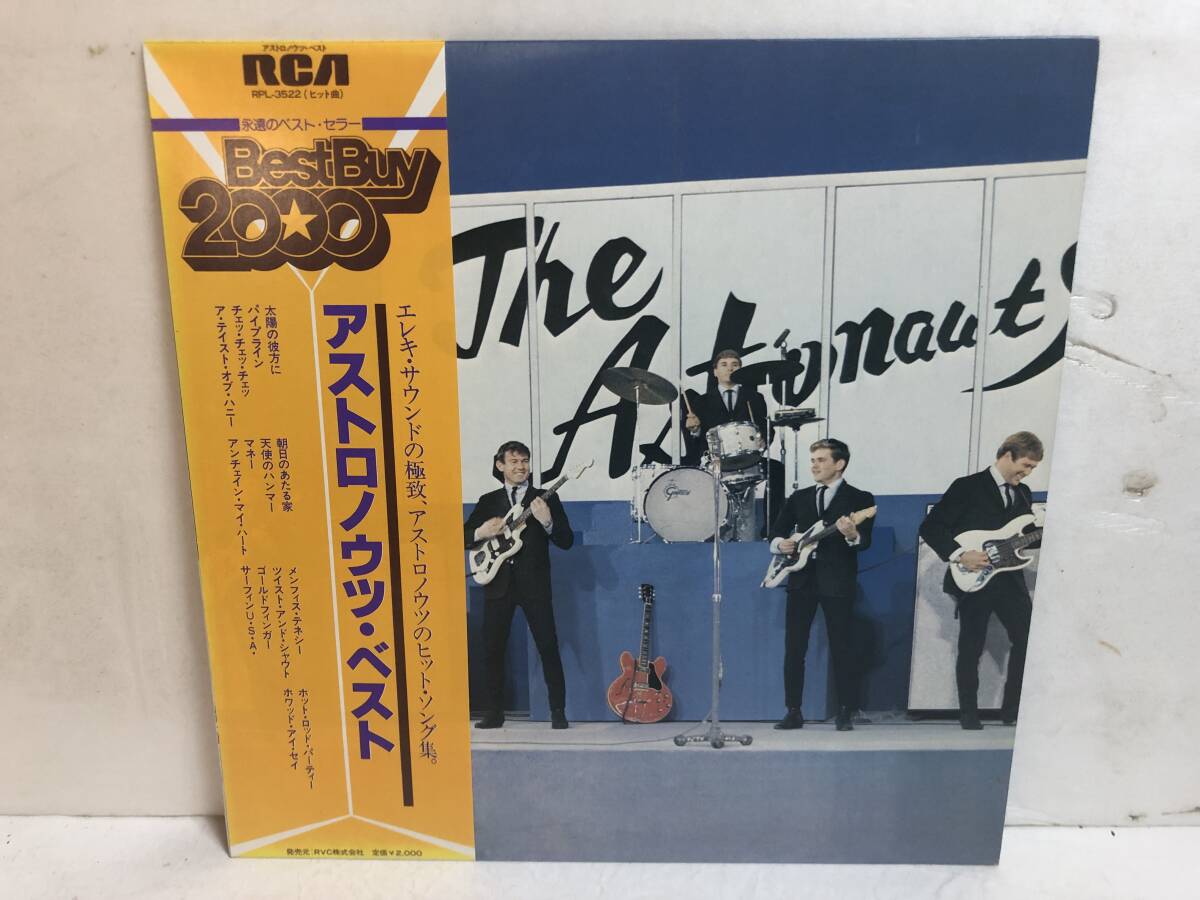 アストロノウツ・ベスト
RCA
RPL-3522(ヒット曲)
永遠のベスト・セラー
BestBuy
2000
エレキ・サウンドの極致、アストロノウツのヒット・ソング集。
アストロノウツ・ベスト
太陽の彼方に
パイプライン
チェッ・チェッ・チェッ
ア・テイスト・オブ・ハニー
朝日のあたる家
天使のハンマー
マネー
アンチェイン・マイ・ハート
メンフィス・テネシー
ツイスト・アンド・シャウト
ゴールドフィンガー
サーフィンU・S・A・
ホット・ロッド・パーティー
ホワッド・アイ・セイ
発売元:RVC株式会社 定価¥2,000
The
Astronauts
Gretsch